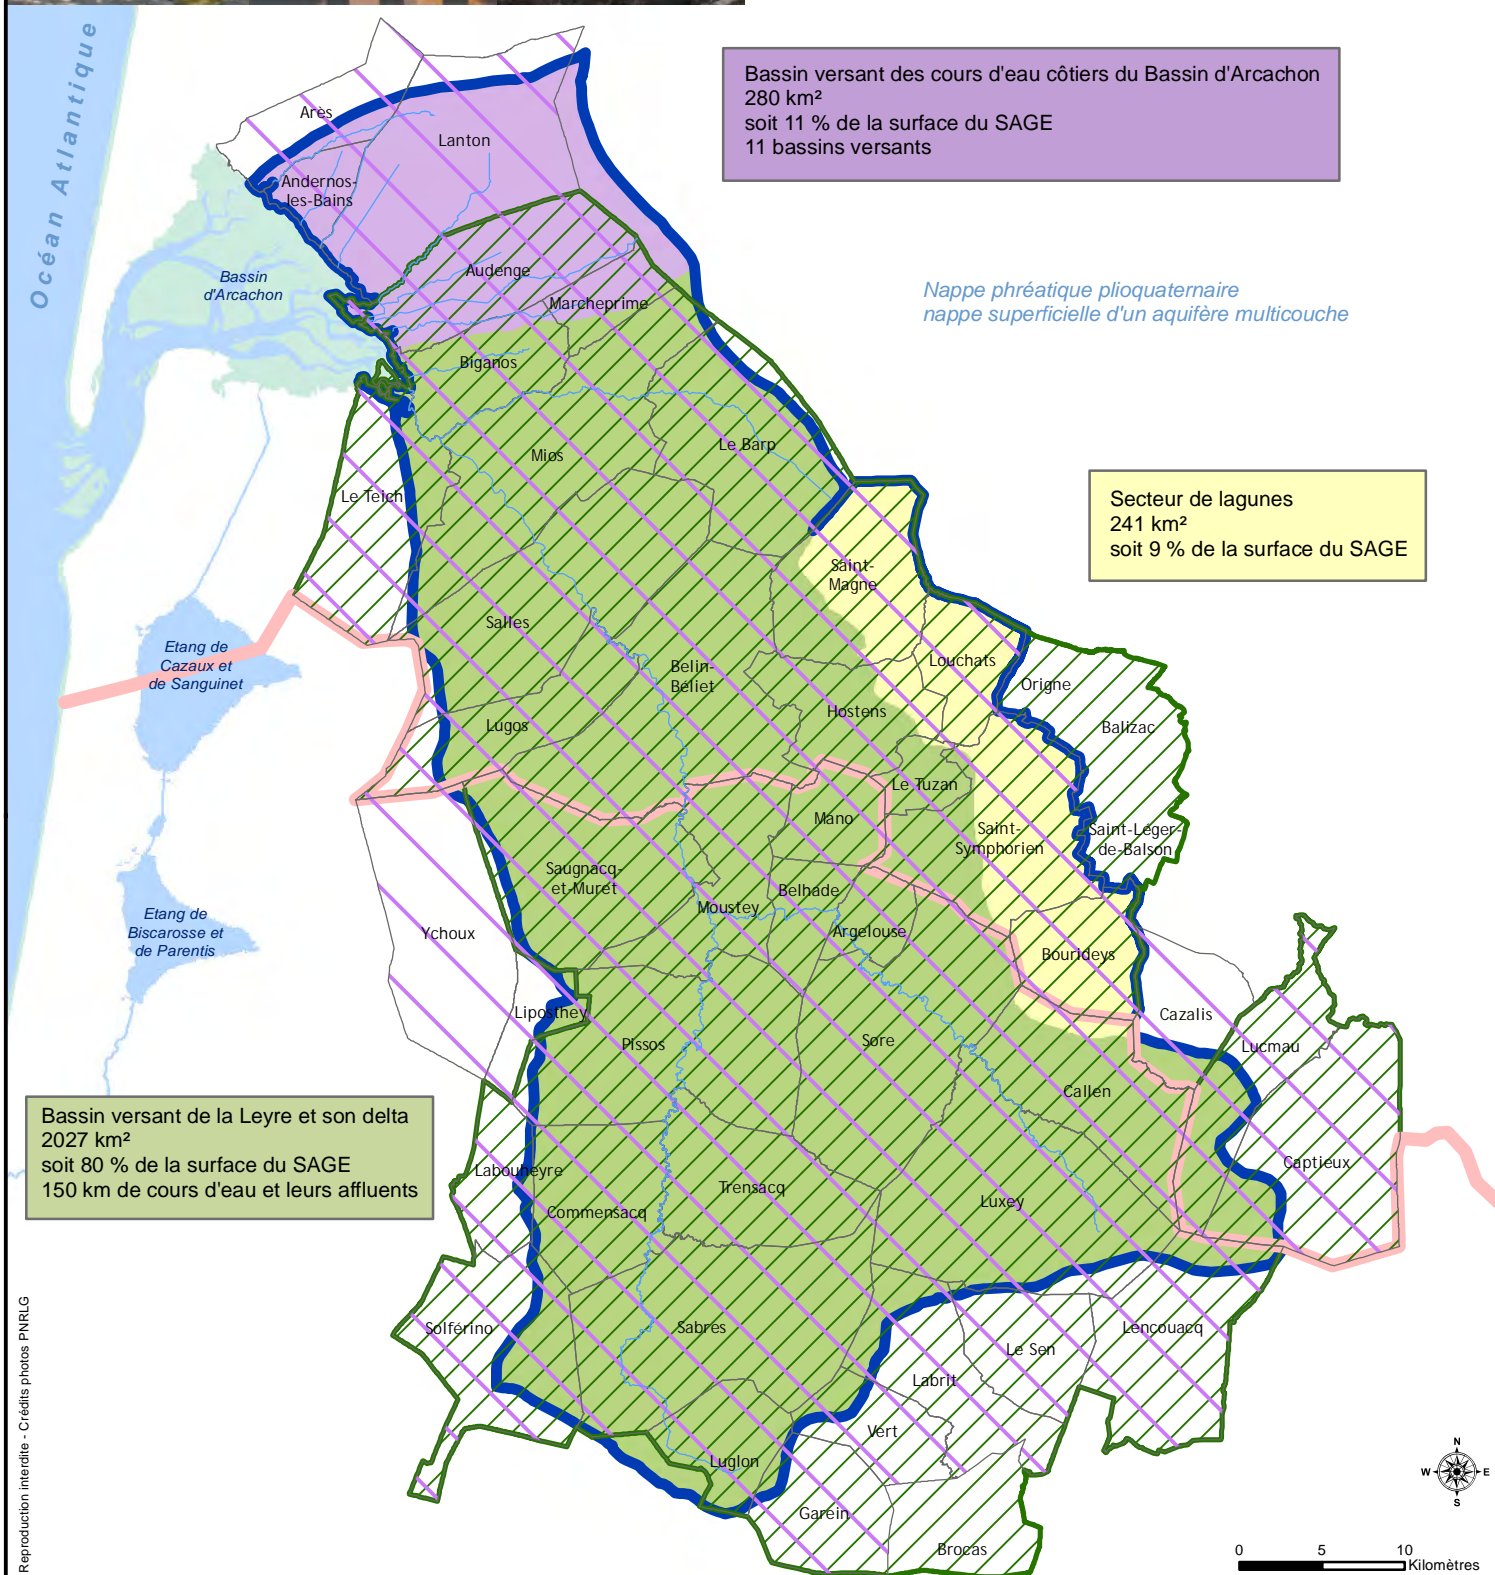 Océan Atlantique
Bassin versant des cours d'eau côtiers du Bassin d'Arcachon
280 km²
soit 11 % de la surface du SAGE
11 bassins versants
Arès
Lanton
Andernos-
les-Bains
Bassin
d'Arcachon
Audenge
Marcheprime
Nappe phréatique plioquaternaire
nappe superficielle d'un aquifère multicouche
Biganos
Mios
Le Barp
Le Teich
Secteur de lagunes
241 km²
soit 9 % de la surface du SAGE
Saint-
Magne
Salles
Etang de
Cazaux et
de Sanguinet
Belin-
Béliet
Louchats
Origne
Hostens
Lugos
Balizac
Le Tuzan
Mano
Saint-
Symphorien
Saint-Léger-
de-Balson
Saugnacq-
et-Muret
Belhade
Moustey
Argelouse
Etang de
Biscarosse et
de Parentis
Ychoux
Bourideys
Liposthey
Cazalis
Pissos
Sore
Lucmau
Callen
Bassin versant de la Leyre et son delta
2027 km²
soit 80 % de la surface du SAGE
150 km de cours d'eau et leurs affluents
Labouheyre
Captieux
Trensacq
Luxey
Commensacq
Solférino
Sabres
Lencouacq
Le Sen
Labrit
Vert
Luglon
Garein
Brocas
Reproduction interdite - Crédits photos PNRLG
N
W E
S
0 5 10
Kilomètres